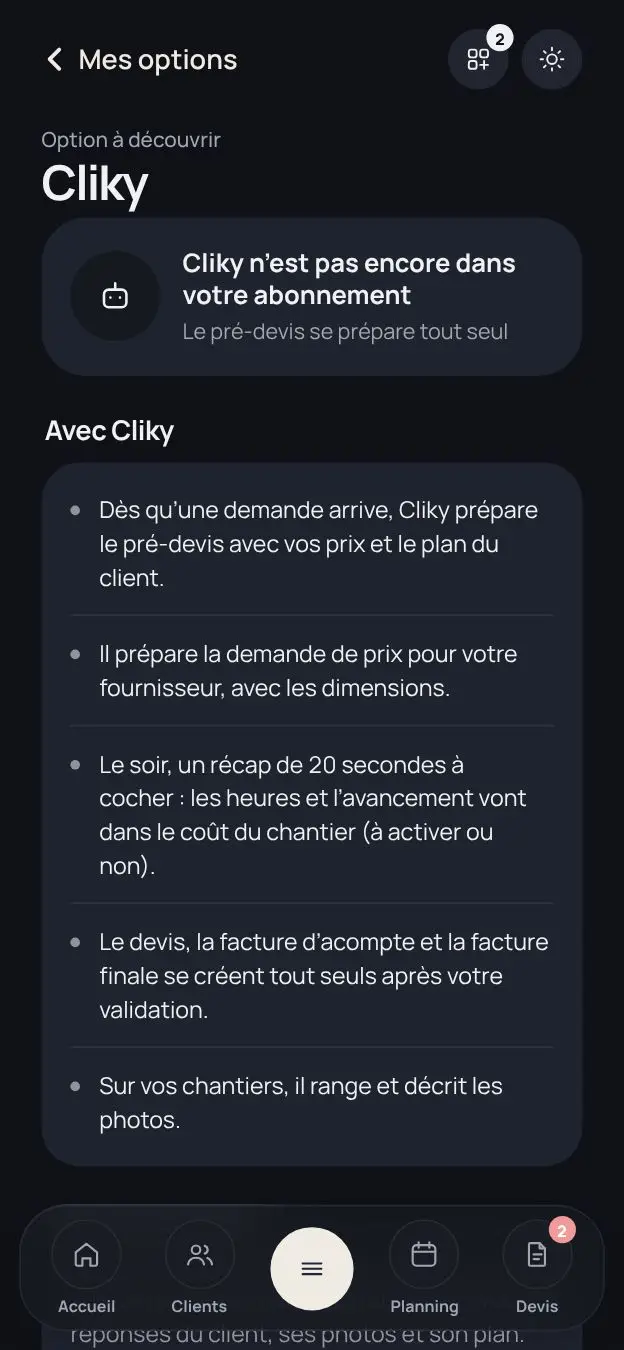 Mes options
2
Option à découvrir
Cliky
Cliky n’est pas encore dans
votre abonnement
Le pré-devis se prépare tout seul
Avec Cliky
Dès qu’une demande arrive, Cliky prépare
le pré-devis avec vos prix et le plan du
client.
Il prépare la demande de prix pour votre
fournisseur, avec les dimensions.
Le soir, un récap de 20 secondes à
cocher : les heures et l’avancement vont
dans le coût du chantier (à activer ou
non).
Le devis, la facture d’acompte et la facture
finale se créent tout seuls après votre
validation.
Sur vos chantiers, il range et décrit les
photos.
2
Accueil
Clients
Planning
Devis
réponses du client, ses photos et son plan.